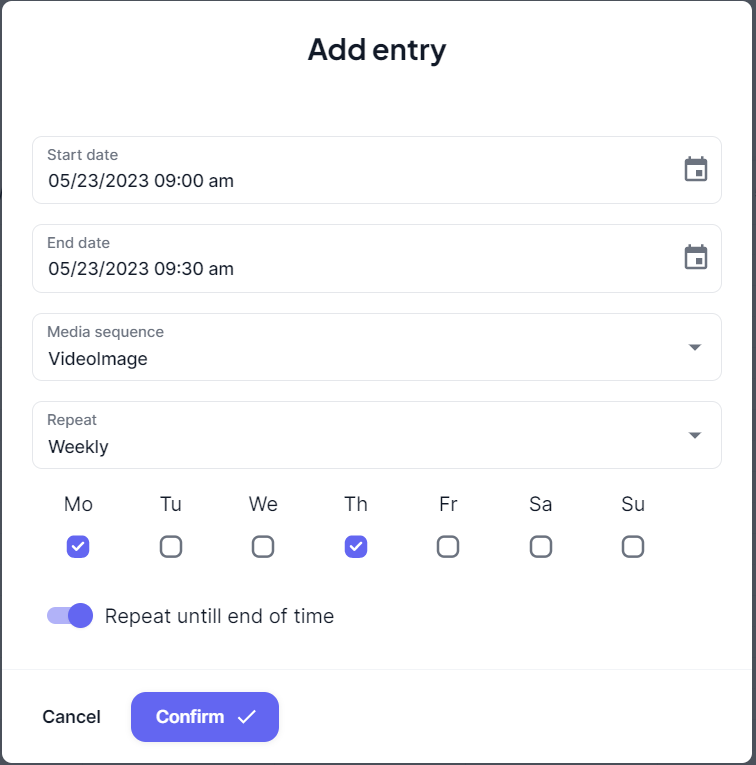 Add entry
Start date
05/23/2023 09:00 am
End date
05/23/2023 09:30 am
Media sequence
VideoImage
Repeat
Weekly
Mo Tu We Th Fr Sa Su
Repeat untill end of time
Cancel Confirm